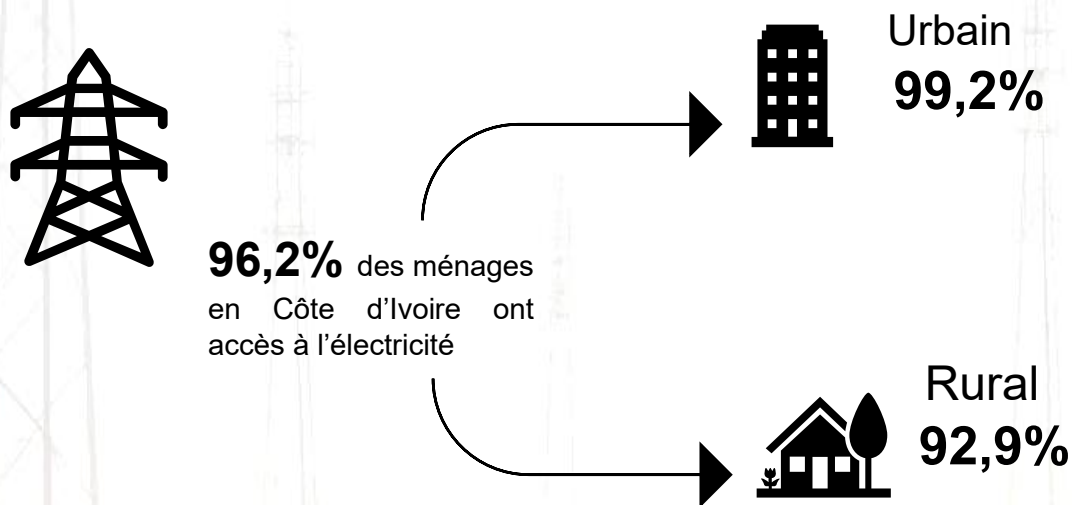 Urbain
99,2%
96,2% des ménages
en Côte d’Ivoire ont
accès à l’électricité
Rural
92,9%